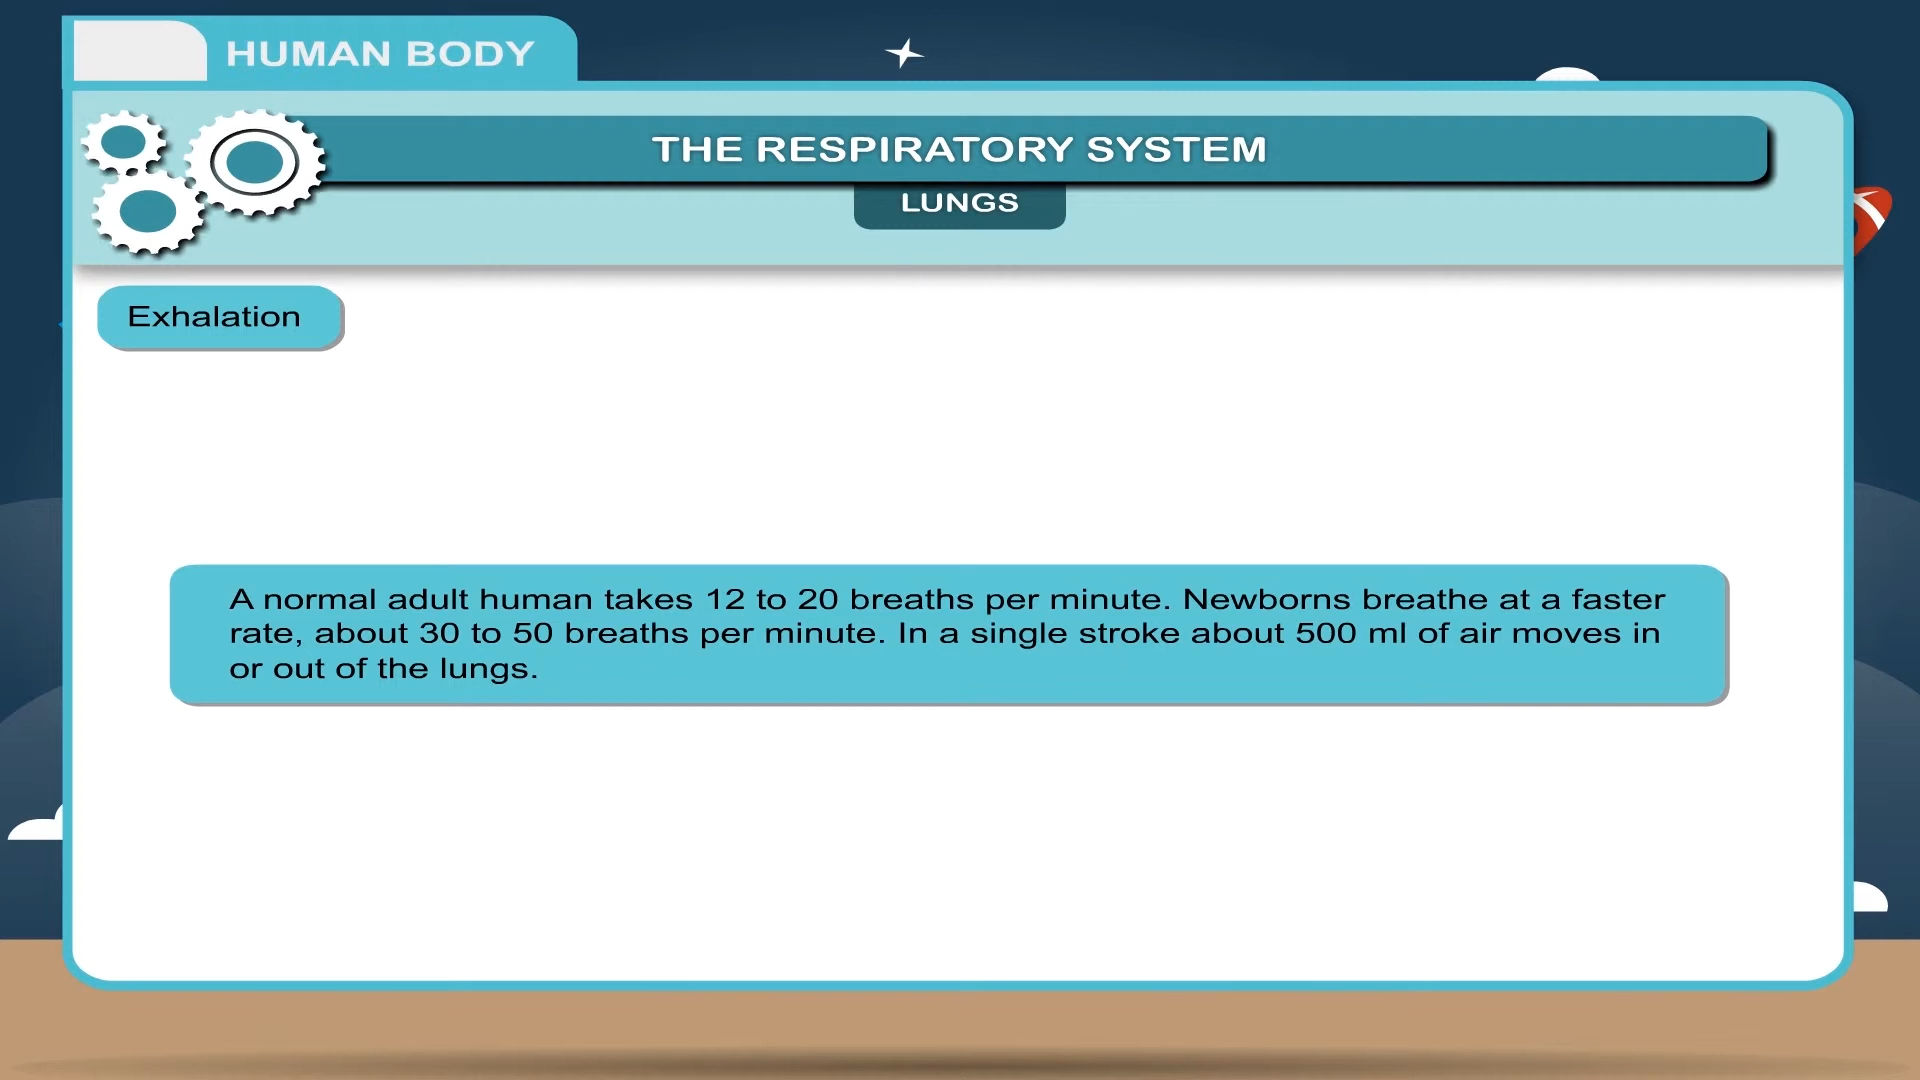 HUMAN BODY
THE RESPIRATORY SYSTEM
LUNGS
Exhalation
A normal adult human takes 12 to 20 breaths per minute. Newborns breathe at a faster
rate, about 30 to 50 breaths per minute. In a single stroke about 500 ml of air moves in
or out of the lungs.